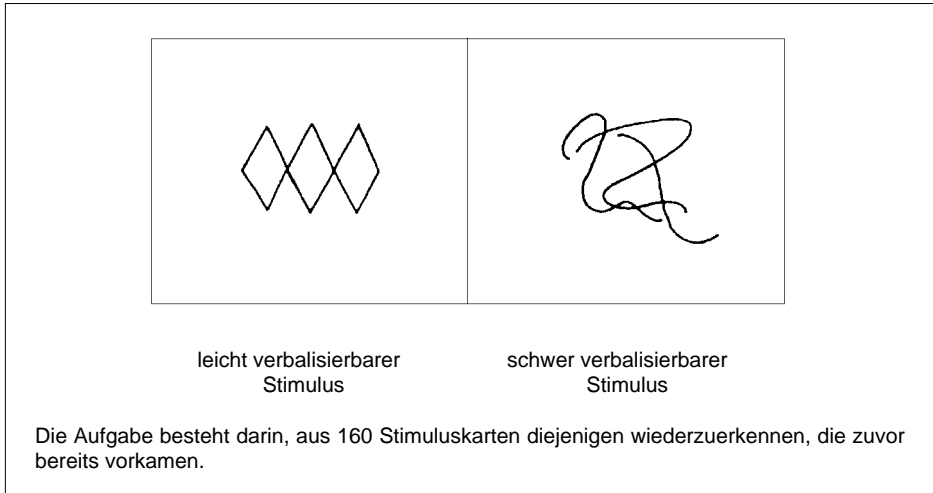 leicht verbalisierbarer
Stimulus
schwer verbalisierbarer
Stimulus
Die Aufgabe besteht darin, aus 160 Stimuluskarten diejenigen wiederzuerkennen, die zuvor
bereits vorkamen.